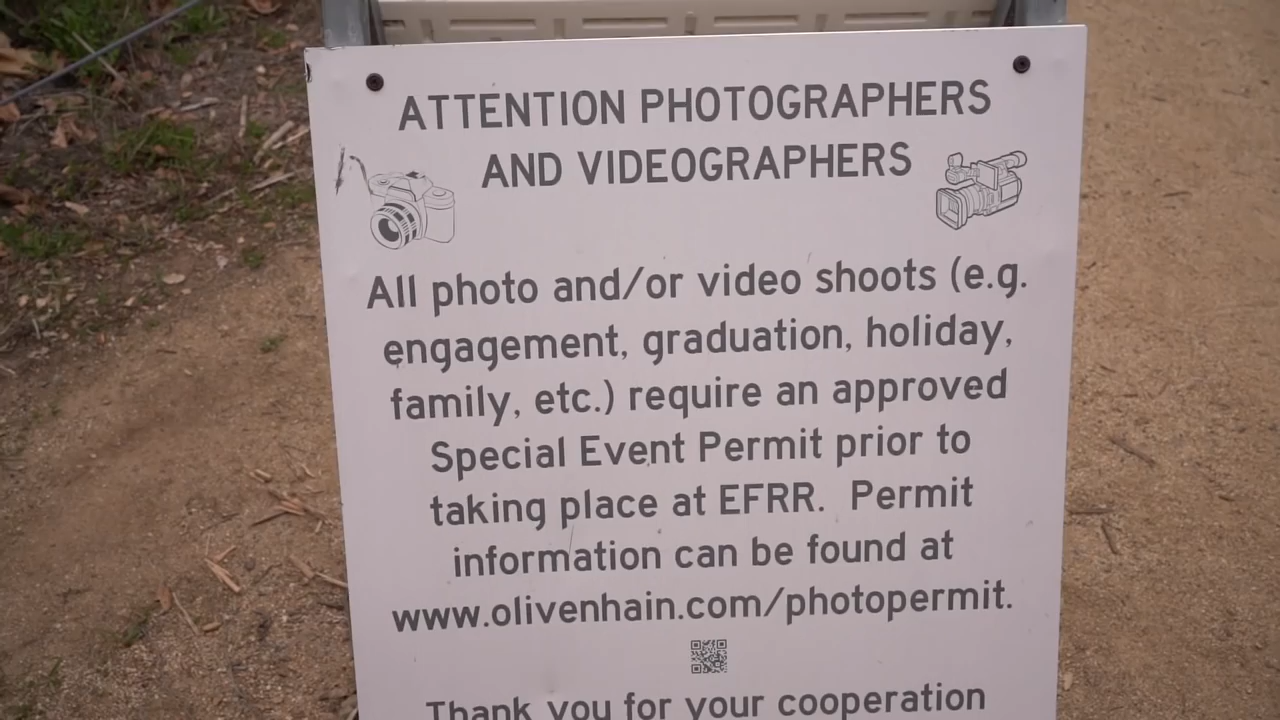 ATTENTION PHOTOGRAPHERS
AND VIDEOGRAPHERS
All photo and/or video shoots (e.g.
engagement, graduation, holiday,
family, etc.) require an approved
Special Event Permit prior to
taking place at EFRR.  Permit
information can be found at
www.olivenhain.com/photopermit.
Thank you for your cooperation